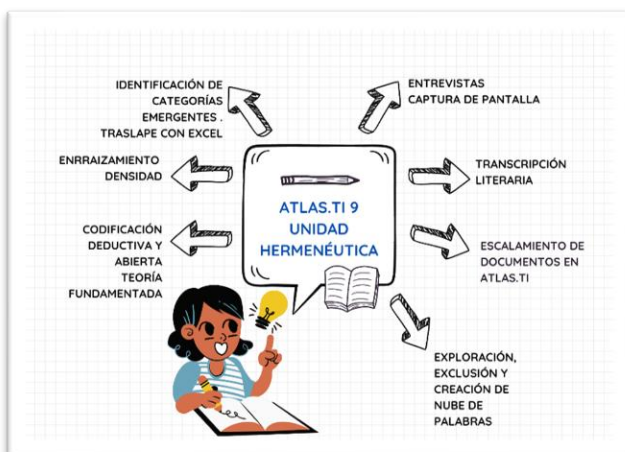 IDENTIFICACIÓN DE
CATEGORÍAS
EMERGENTES .
TRASLAPE CON EXCEL
ENRRAIZAMIENTO
DENSIDAD
CODIFICACIÓN
DEDUCTIVA Y
ABIERTA
TEORÍA
FUNDAMENTADA
ATLAS.TI 9
UNIDAD
HERMENÉUTICA
ENTREVISTAS
CAPTURA DE PANTALLA
TRANSCRIPCIÓN
LITERARIA
ESCALAMIENTO DE
DOCUMENTOS EN
ATLAS.TI
EXPLORACIÓN,
EXCLUSIÓN Y
CREACIÓN DE
NUBE DE
PALABRAS